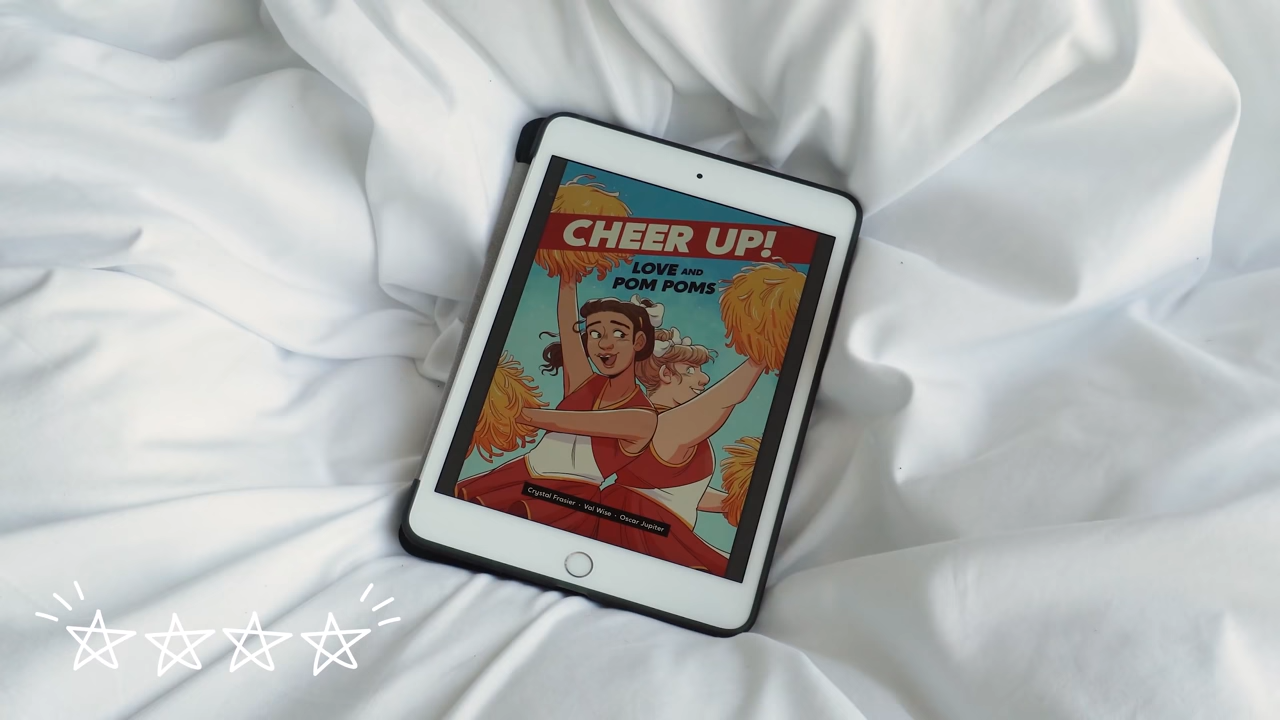 CHEER UP!
LOVE AND
POM POMS
Crystal Frasier · Val Wise · Oscar Jupiter